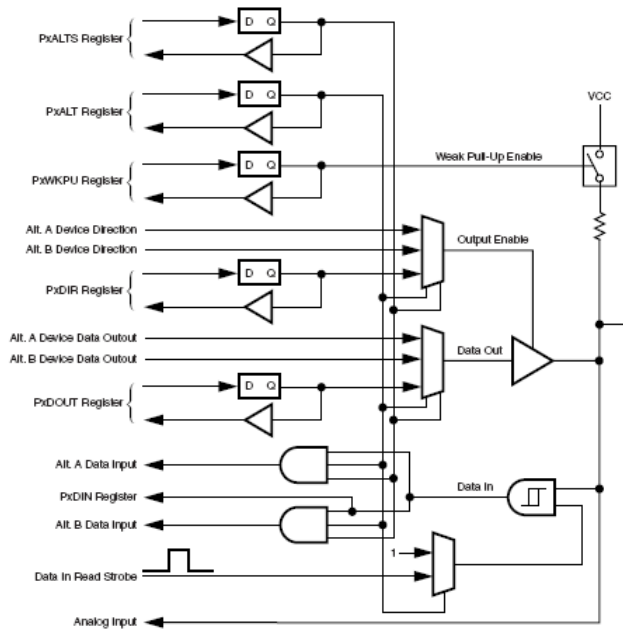 PxALTS Register
D Q
PxALT Register
D Q
VCC
PxWKPU Register
D Q
Weak Pull-Up Enable
Alt. A Device Direction
Alt. B Device Direction
Output Enable
PxDIR Register
D Q
Alt. A Device Data Outout
Alt. B Device Data Outout
Data Out
PxDOUT Register
D Q
Alt. A Data Input
PxDIN Register
Data In
Alt. B Data Input
1
Data In Read Strobe
Analog Input